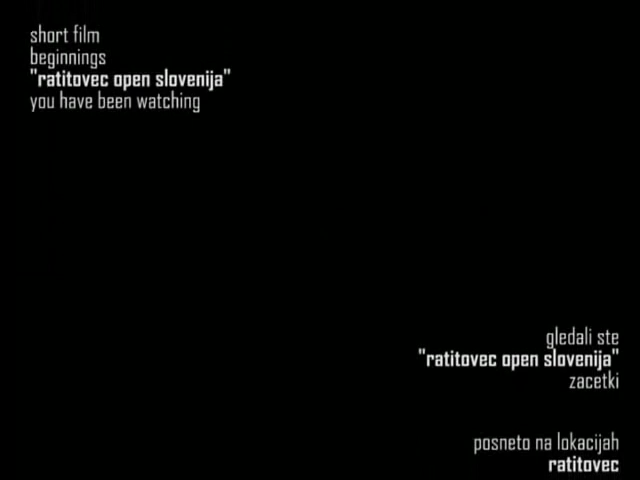 short film
beginnings
"ratitovec open slovenija"
you have been watching
gledali ste
"ratitovec open slovenija"
zacetki
posneto na lokacijah
ratitovec